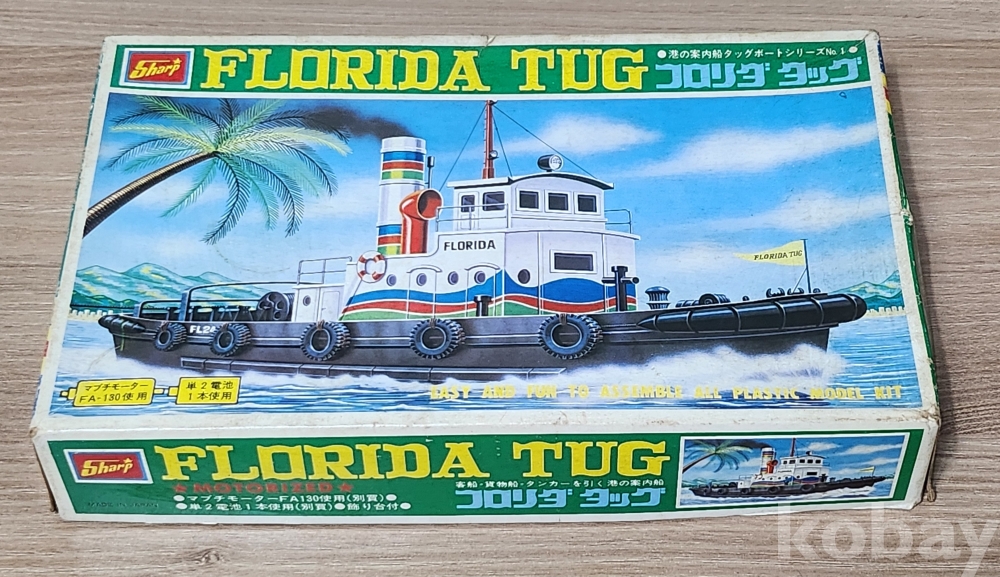 Sharp
FLORIDA TUG
●港の案内船タッグボートシリーズNo.1●
フロリダ タッグ
FLORIDA
FLORIDA TUG
FL24
マブチモーター
FA-130使用
単2電池
1本使用
EASY AND FUN TO ASSEMBLE ALL PLASTIC MODEL KIT
Sharp
FLORIDA TUG
★MOTORIZED★
客船・貨物船・タンカーを引く港の案内船
●マブチモーターFA130使用(別買)●
フロリダ タッグ
●単2電池1本使用(別買)●飾り台付●
MADE IN JAPAN
kobay